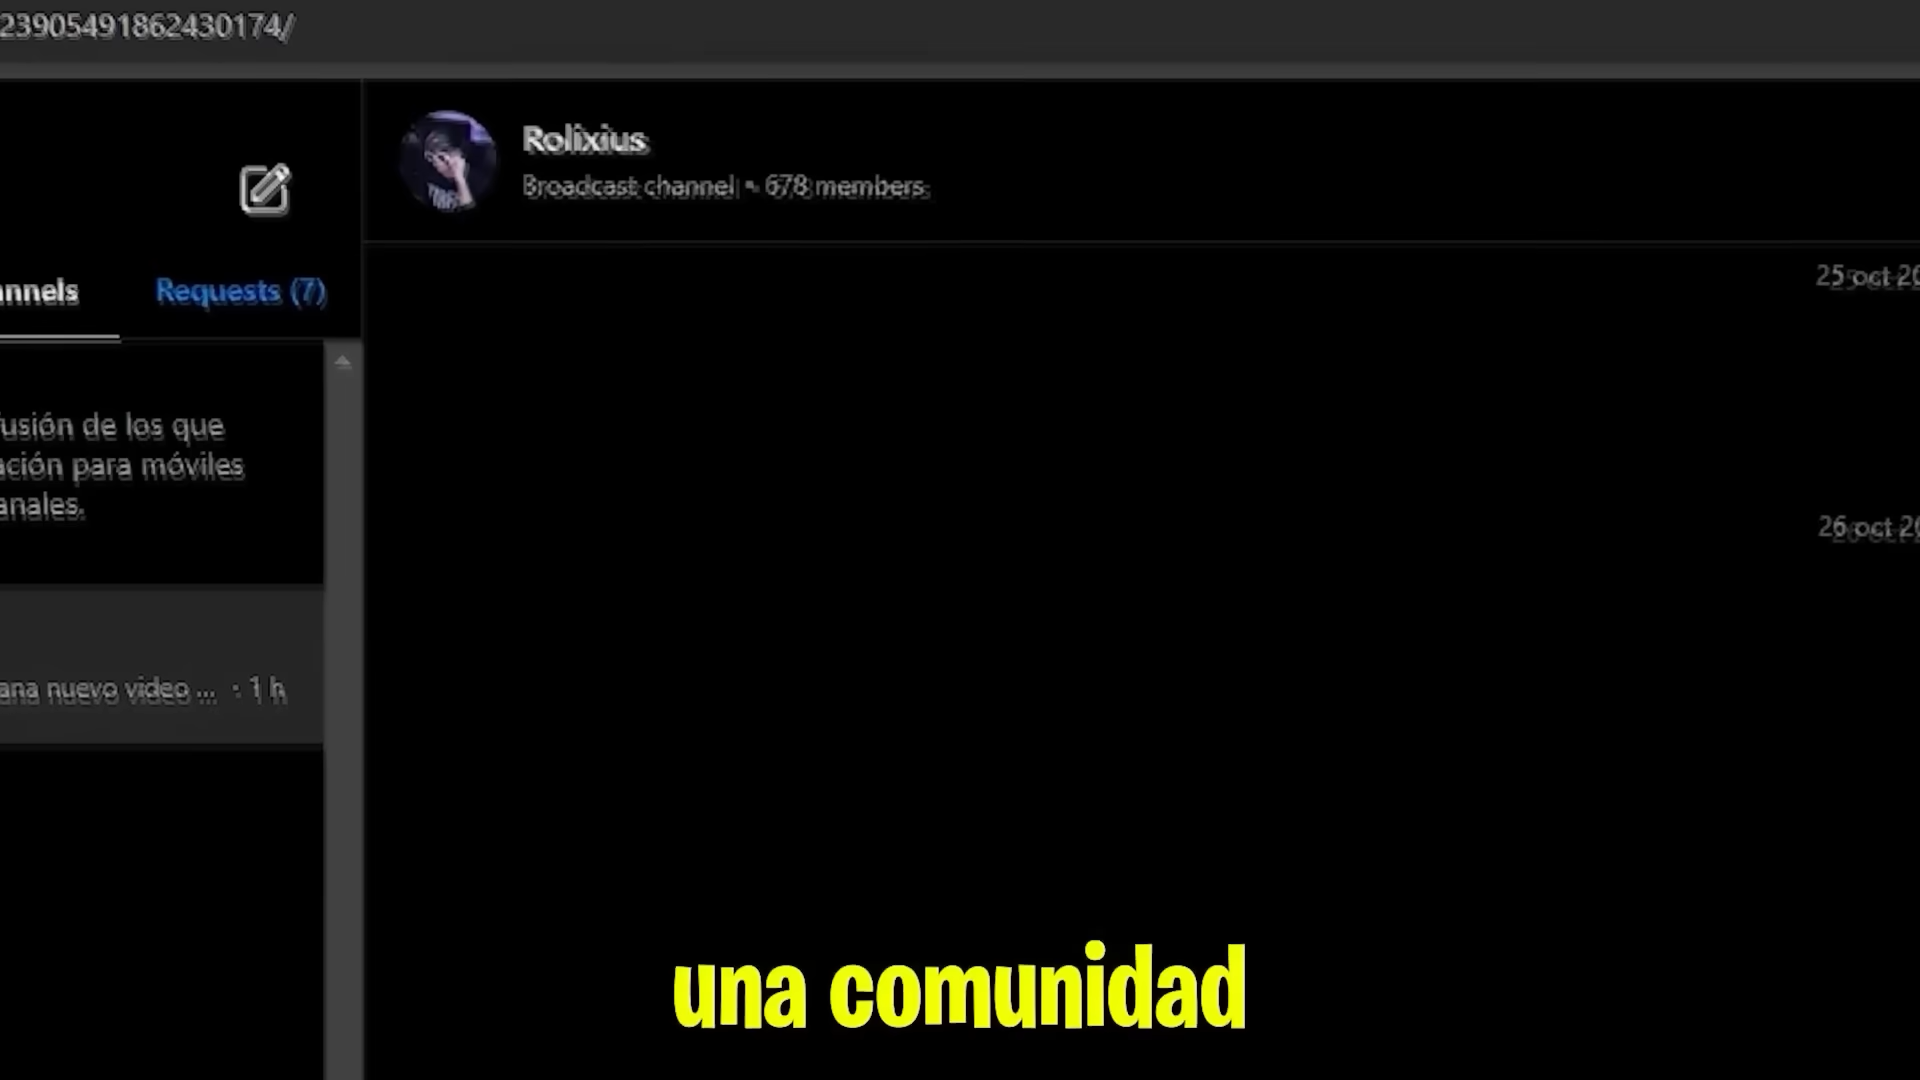 23905491862430174/
Rolixius
Broadcast channel • 678 members
annels
Requests (7)
25 oct 20
fusión de los que
ación para móviles
anales.
26 oct 20
ana nuevo video ... · 1 h
una comunidad